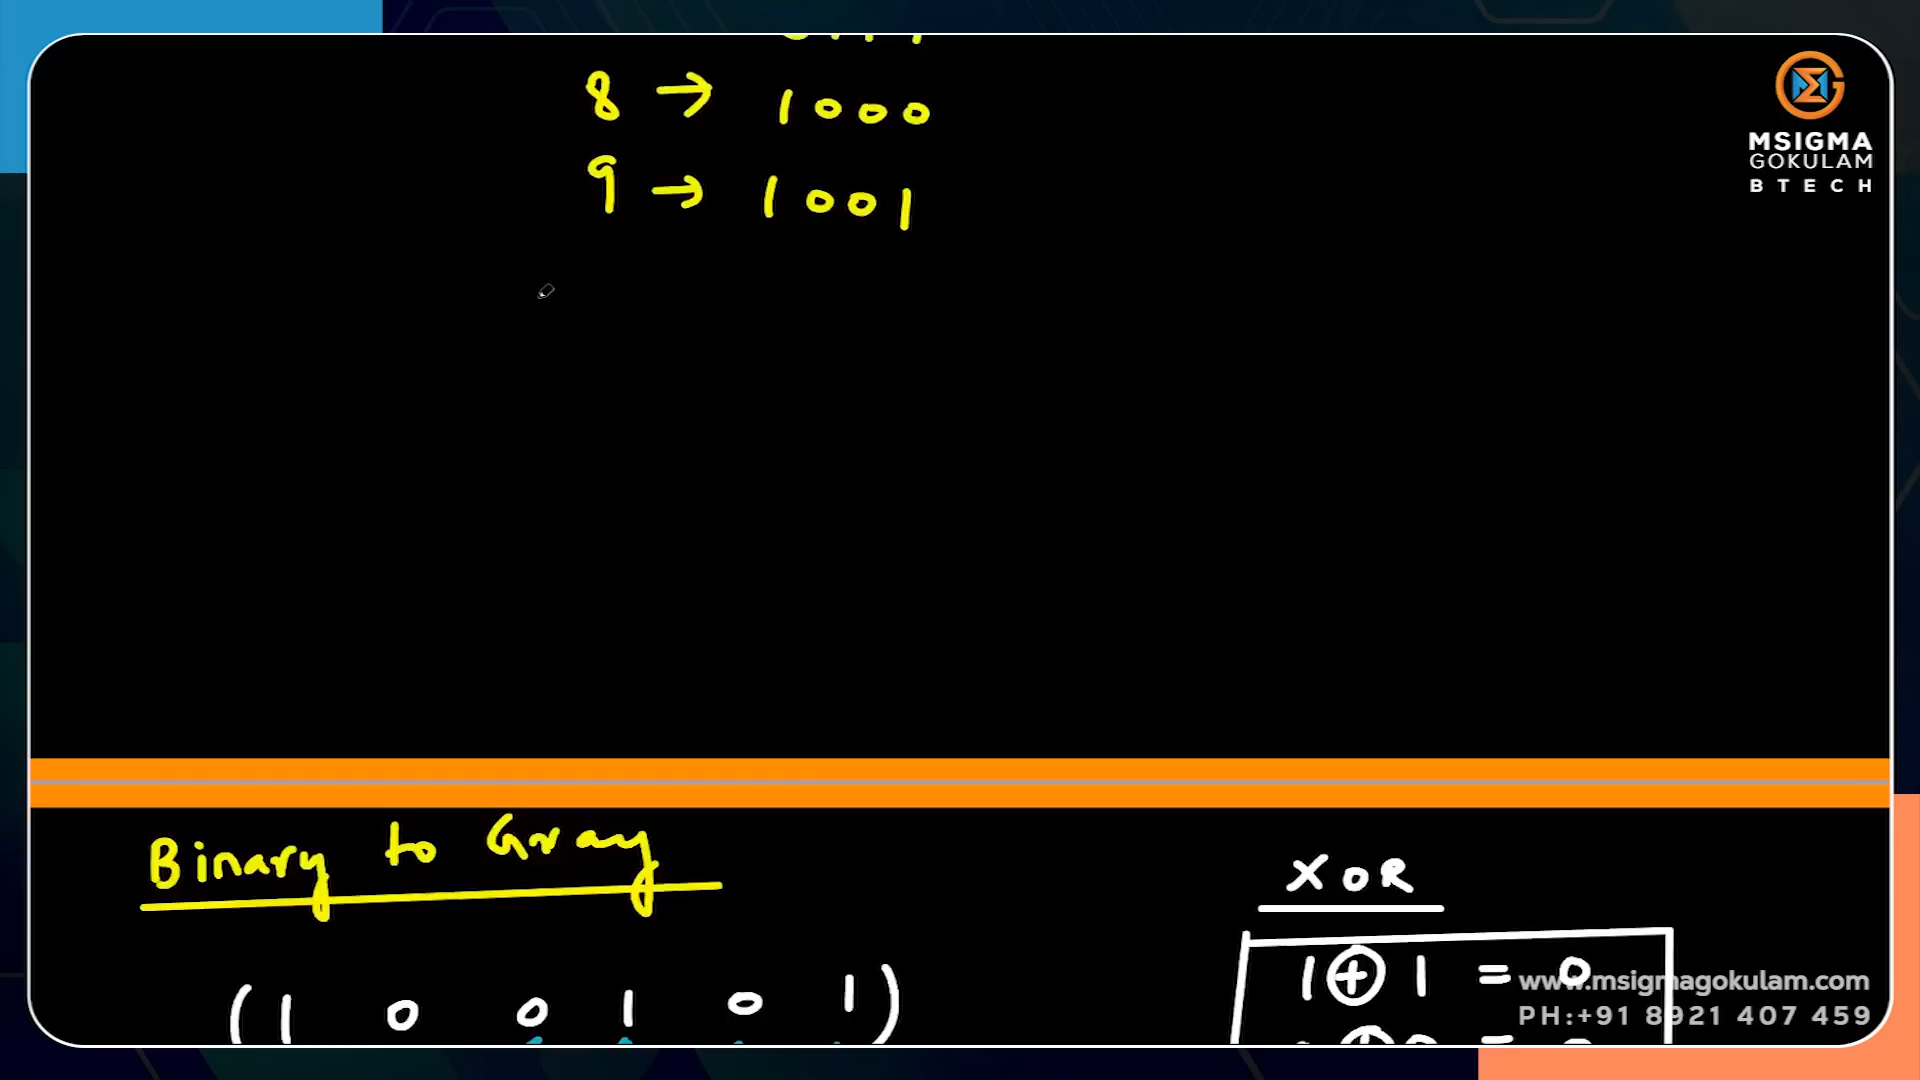 8 → 1000
9 → 1001
MSIGMA
GOKULAM
BTECH
Binary to Gray
XOR
(1 0 0 1 0 1)
1 ⊕ 1 = 0
www.msigmagokulam.com
PH:+91 8921 407 459